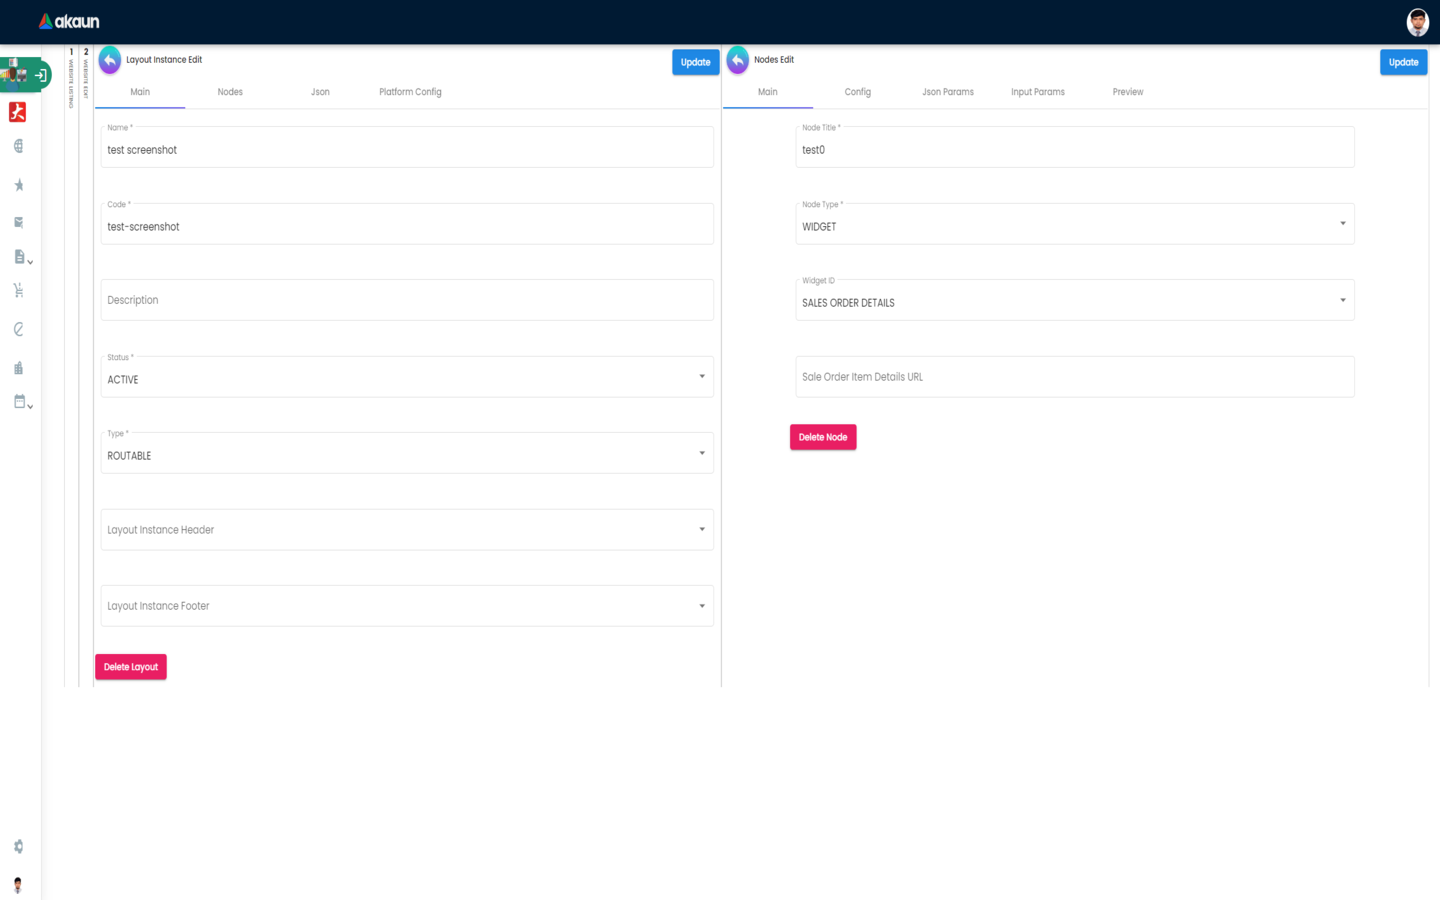 akaun
1
WEBSITE LISTING
2
WEBSITE EDIT
Layout Instance Edit
Update
Main
Nodes
Json
Platform Config
Name *
test screenshot
Code *
test-screenshot
Description
Status *
ACTIVE
Type *
ROUTABLE
Layout Instance Header
Layout Instance Footer
Delete Layout
Nodes Edit
Update
Main
Config
Json Params
Input Params
Preview
Node Title *
test0
Node Type *
WIDGET
Widget ID
SALES ORDER DETAILS
Sale Order Item Details URL
Delete Node